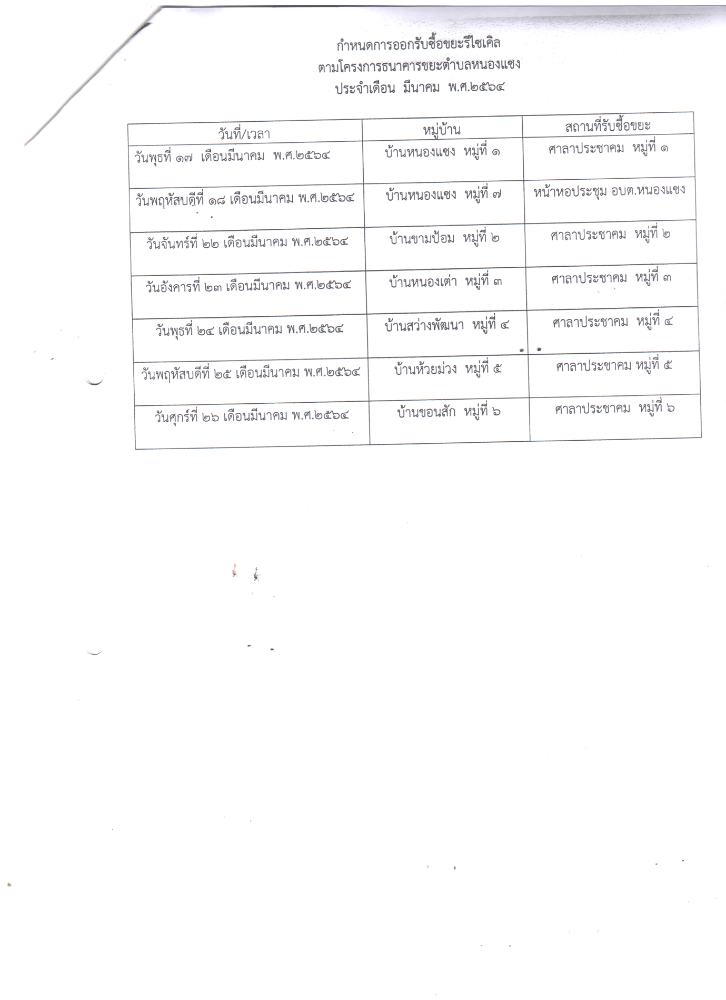 กำหนดการออกรับซื้อขยะรีไซเคิล
ตามโครงการธนาคารขยะตำบลหนองแซง
ประจำเดือน มีนาคม พ.ศ.๒๕๖๔
วันที่/เวลา หมู่บ้าน สถานที่รับซื้อขยะ
วันพุธที่ ๑๗ เดือนมีนาคม พ.ศ.๒๕๖๔ บ้านหนองแซง หมู่ที่ ๑ ศาลาประชาคม หมู่ที่ ๑
วันพฤหัสบดีที่ ๑๘ เดือนมีนาคม พ.ศ.๒๕๖๔ บ้านหนองแซง หมู่ที่ ๗ หน้าหอประชุม อบต.หนองแซง
วันจันทร์ที่ ๒๒ เดือนมีนาคม พ.ศ.๒๕๖๔ บ้านขามป้อม หมู่ที่ ๒ ศาลาประชาคม หมู่ที่ ๒
วันอังคารที่ ๒๓ เดือนมีนาคม พ.ศ.๒๕๖๔ บ้านหนองเต่า หมู่ที่ ๓ ศาลาประชาคม หมู่ที่ ๓
วันพุธที่ ๒๔ เดือนมีนาคม พ.ศ.๒๕๖๔ บ้านสว่างพัฒนา หมู่ที่ ๔ ศาลาประชาคม หมู่ที่ ๔
วันพฤหัสบดีที่ ๒๕ เดือนมีนาคม พ.ศ.๒๕๖๔ บ้านห้วยม่วง หมู่ที่ ๕ ศาลาประชาคม หมู่ที่ ๕
วันศุกร์ที่ ๒๖ เดือนมีนาคม พ.ศ.๒๕๖๔ บ้านขอนสัก หมู่ที่ ๖ ศาลาประชาคม หมู่ที่ ๖